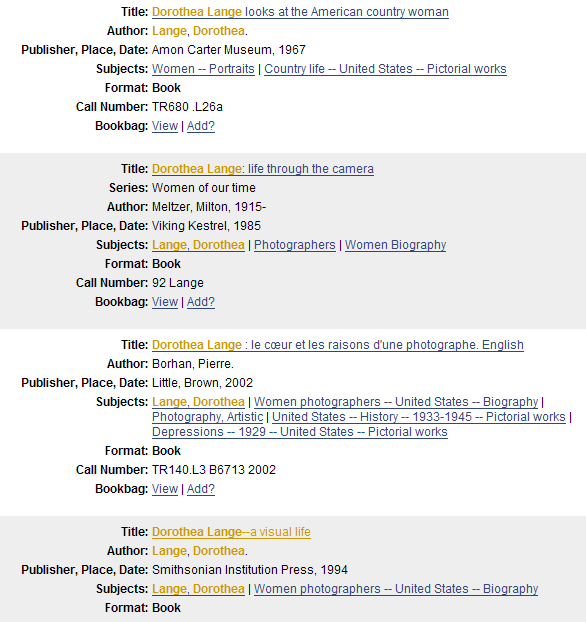 Title: Dorothea Lange looks at the American country woman
Author: Lange, Dorothea.
Publisher, Place, Date: Amon Carter Museum, 1967
Subjects: Women -- Portraits | Country life -- United States -- Pictorial works
Format: Book
Call Number: TR680 .L26a
Bookbag: View | Add?
Title: Dorothea Lange: life through the camera
Series: Women of our time
Author: Meltzer, Milton, 1915-
Publisher, Place, Date: Viking Kestrel, 1985
Subjects: Lange, Dorothea | Photographers | Women Biography
Format: Book
Call Number: 92 Lange
Bookbag: View | Add?
Title: Dorothea Lange : le cœur et les raisons d'une photographe. English
Author: Borhan, Pierre.
Publisher, Place, Date: Little, Brown, 2002
Subjects: Lange, Dorothea | Women photographers -- United States -- Biography |
Photography, Artistic | United States -- History -- 1933-1945 -- Pictorial works |
Depressions -- 1929 -- United States -- Pictorial works
Format: Book
Call Number: TR140.L3 B6713 2002
Bookbag: View | Add?
Title: Dorothea Lange--a visual life
Author: Lange, Dorothea.
Publisher, Place, Date: Smithsonian Institution Press, 1994
Subjects: Lange, Dorothea | Women photographers -- United States -- Biography
Format: Book